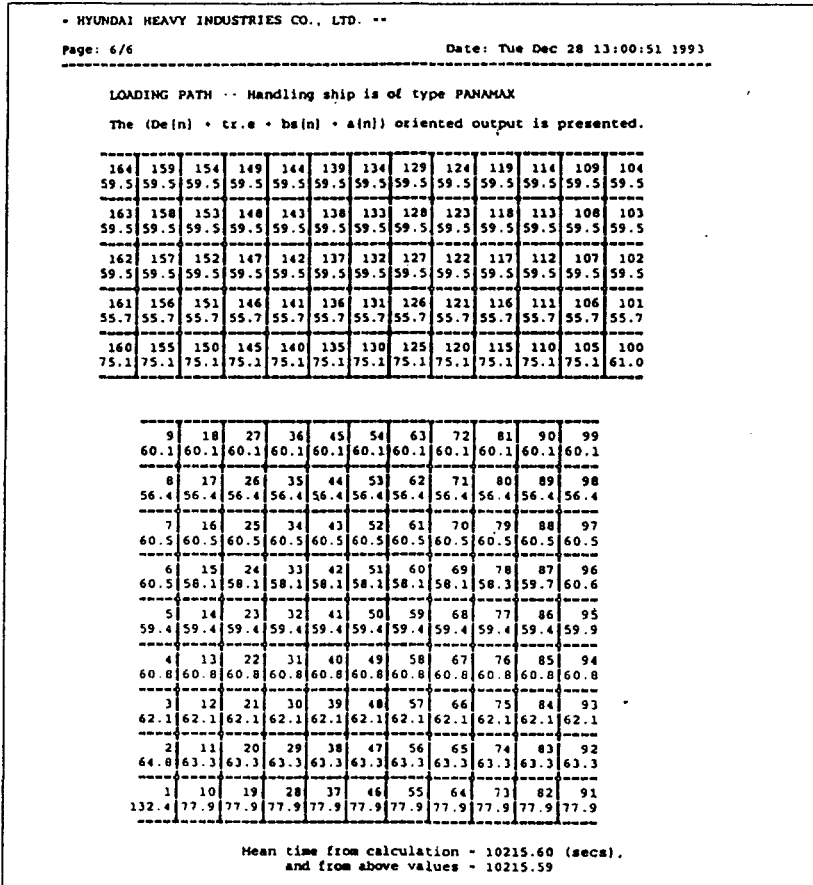 - HYUNDAI HEAVY INDUSTRIES CO., LTD. --
Page: 6/6 Date: Tue Dec 28 13:00:51 1993
LOADING PATH -- Handling ship is of type PANAMAX
The (De[n] + tr.e + bs[n] + a[n]) oriented output is presented.
164 159 154 149 144 139 134 129 124 119 114 109 104
59.5 59.5 59.5 59.5 59.5 59.5 59.5 59.5 59.5 59.5 59.5 59.5 59.5
163 158 153 148 143 138 133 128 123 118 113 108 103
59.5 59.5 59.5 59.5 59.5 59.5 59.5 59.5 59.5 59.5 59.5 59.5 59.5
162 157 152 147 142 137 132 127 122 117 112 107 102
59.5 59.5 59.5 59.5 59.5 59.5 59.5 59.5 59.5 59.5 59.5 59.5 59.5
161 156 151 146 141 136 131 126 121 116 111 106 101
55.7 55.7 55.7 55.7 55.7 55.7 55.7 55.7 55.7 55.7 55.7 55.7 55.7
160 155 150 145 140 135 130 125 120 115 110 105 100
75.1 75.1 75.1 75.1 75.1 75.1 75.1 75.1 75.1 75.1 75.1 75.1 61.0
9 18 27 36 45 54 63 72 81 90 99
60.1 60.1 60.1 60.1 60.1 60.1 60.1 60.1 60.1 60.1 60.1
8 17 26 35 44 53 62 71 80 89 98
56.4 56.4 56.4 56.4 56.4 56.4 56.4 56.4 56.4 56.4 56.4
7 16 25 34 43 52 61 70 79 88 97
60.5 60.5 60.5 60.5 60.5 60.5 60.5 60.5 60.5 60.5 60.5
6 15 24 33 42 51 60 69 78 87 96
60.5 58.1 58.1 58.1 58.1 58.1 58.1 58.1 58.3 59.7 60.6
5 14 23 32 41 50 59 68 77 86 95
59.4 59.4 59.4 59.4 59.4 59.4 59.4 59.4 59.4 59.4 59.9
4 13 22 31 40 49 58 67 76 85 94
60.8 60.8 60.8 60.8 60.8 60.8 60.8 60.8 60.8 60.8 60.8
3 12 21 30 39 48 57 66 75 84 93
62.1 62.1 62.1 62.1 62.1 62.1 62.1 62.1 62.1 62.1 62.1
2 11 20 29 38 47 56 65 74 83 92
64.8 63.3 63.3 63.3 63.3 63.3 63.3 63.3 63.3 63.3 63.3
1 10 19 28 37 46 55 64 73 82 91
132.4 77.9 77.9 77.9 77.9 77.9 77.9 77.9 77.9 77.9 77.9
Mean time from calculation - 10215.60 (secs),
and from above values - 10215.59